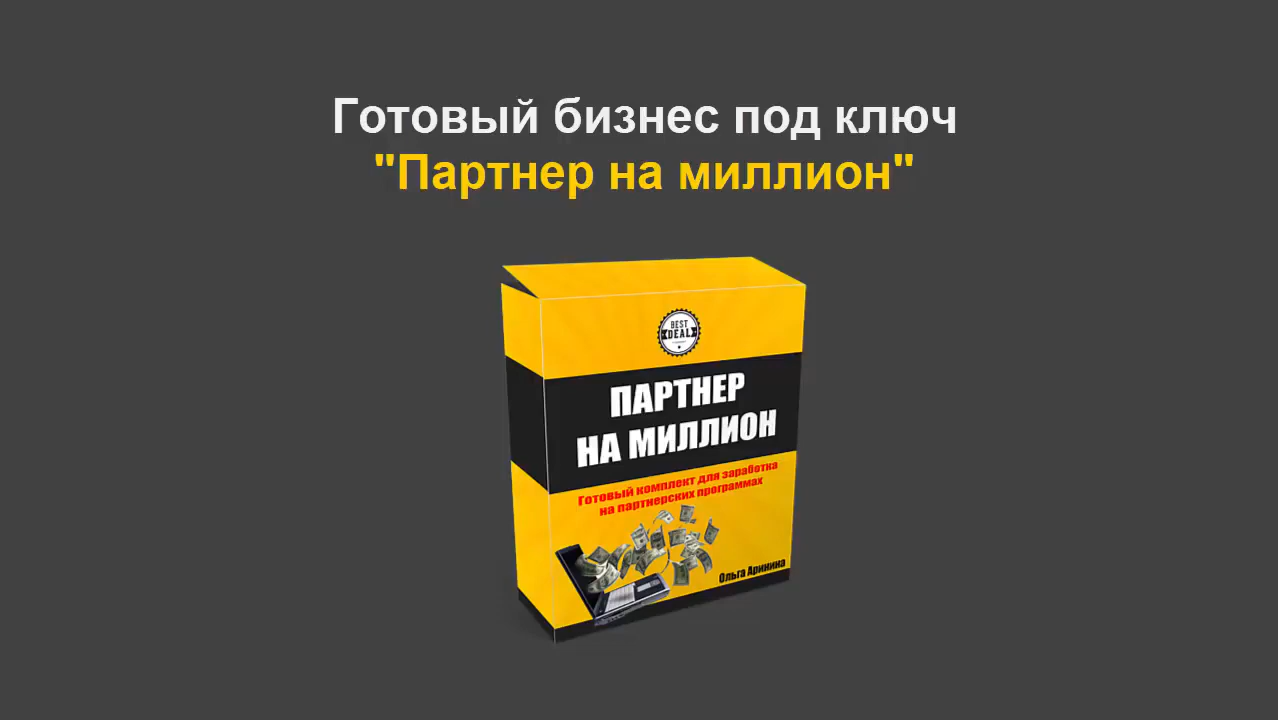 Готовый бизнес под ключ
"Партнер на миллион"
BEST
DEAL
ПАРТНЕР
НА МИЛЛИОН
Готовый комплект для заработка
на партнерских программах
Ольга Аринина